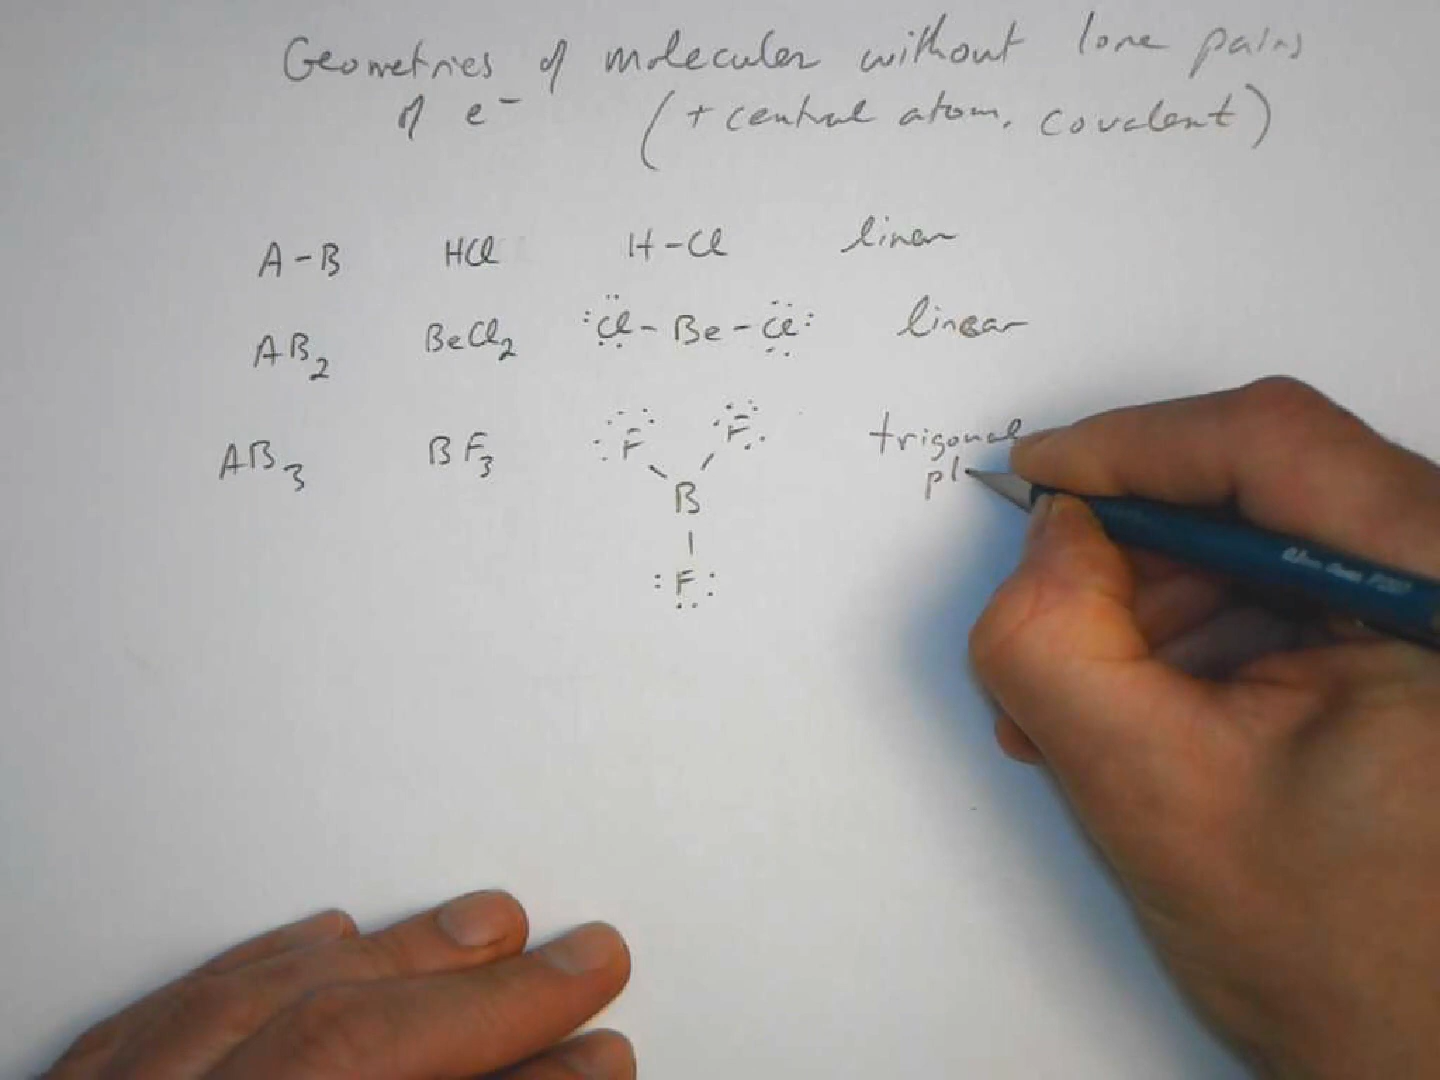 Geometries of molecules without lone pairs
of e⁻ (+ central atom, covalent)
A-B HCl H-Cl linear
AB₂ BeCl₂ :Cl-Be-Cl: linear
AB₃ BF₃ F F trigonal
B pl
F